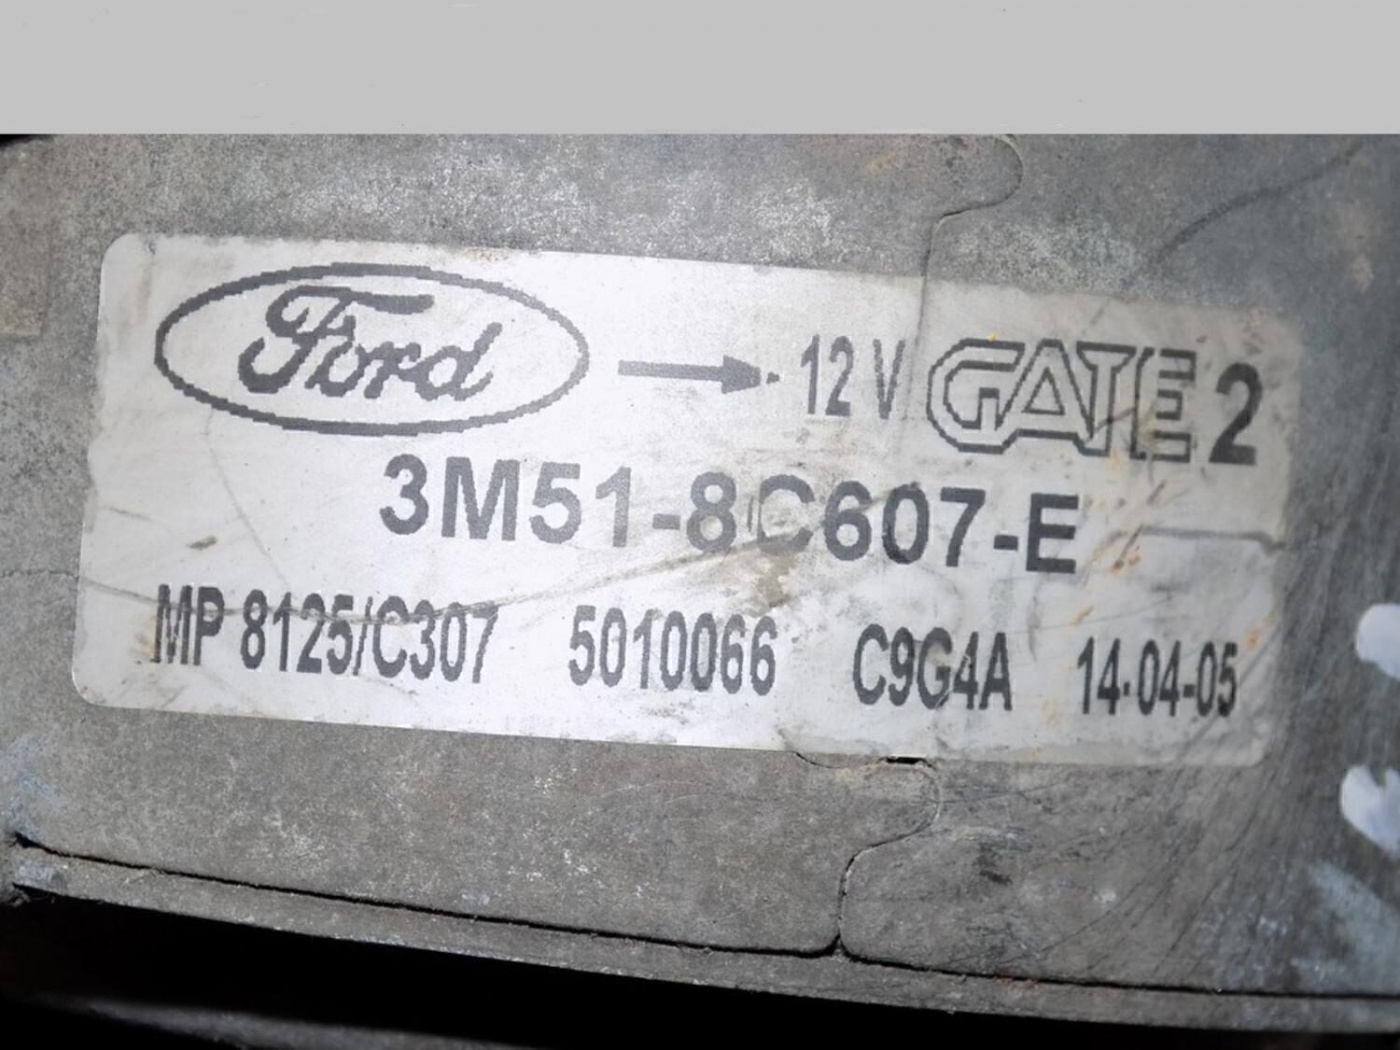 Ford 12 V GATE 2
3M51-8C607-E
MP 8125/C307 5010066 C9G4A 14-04-05